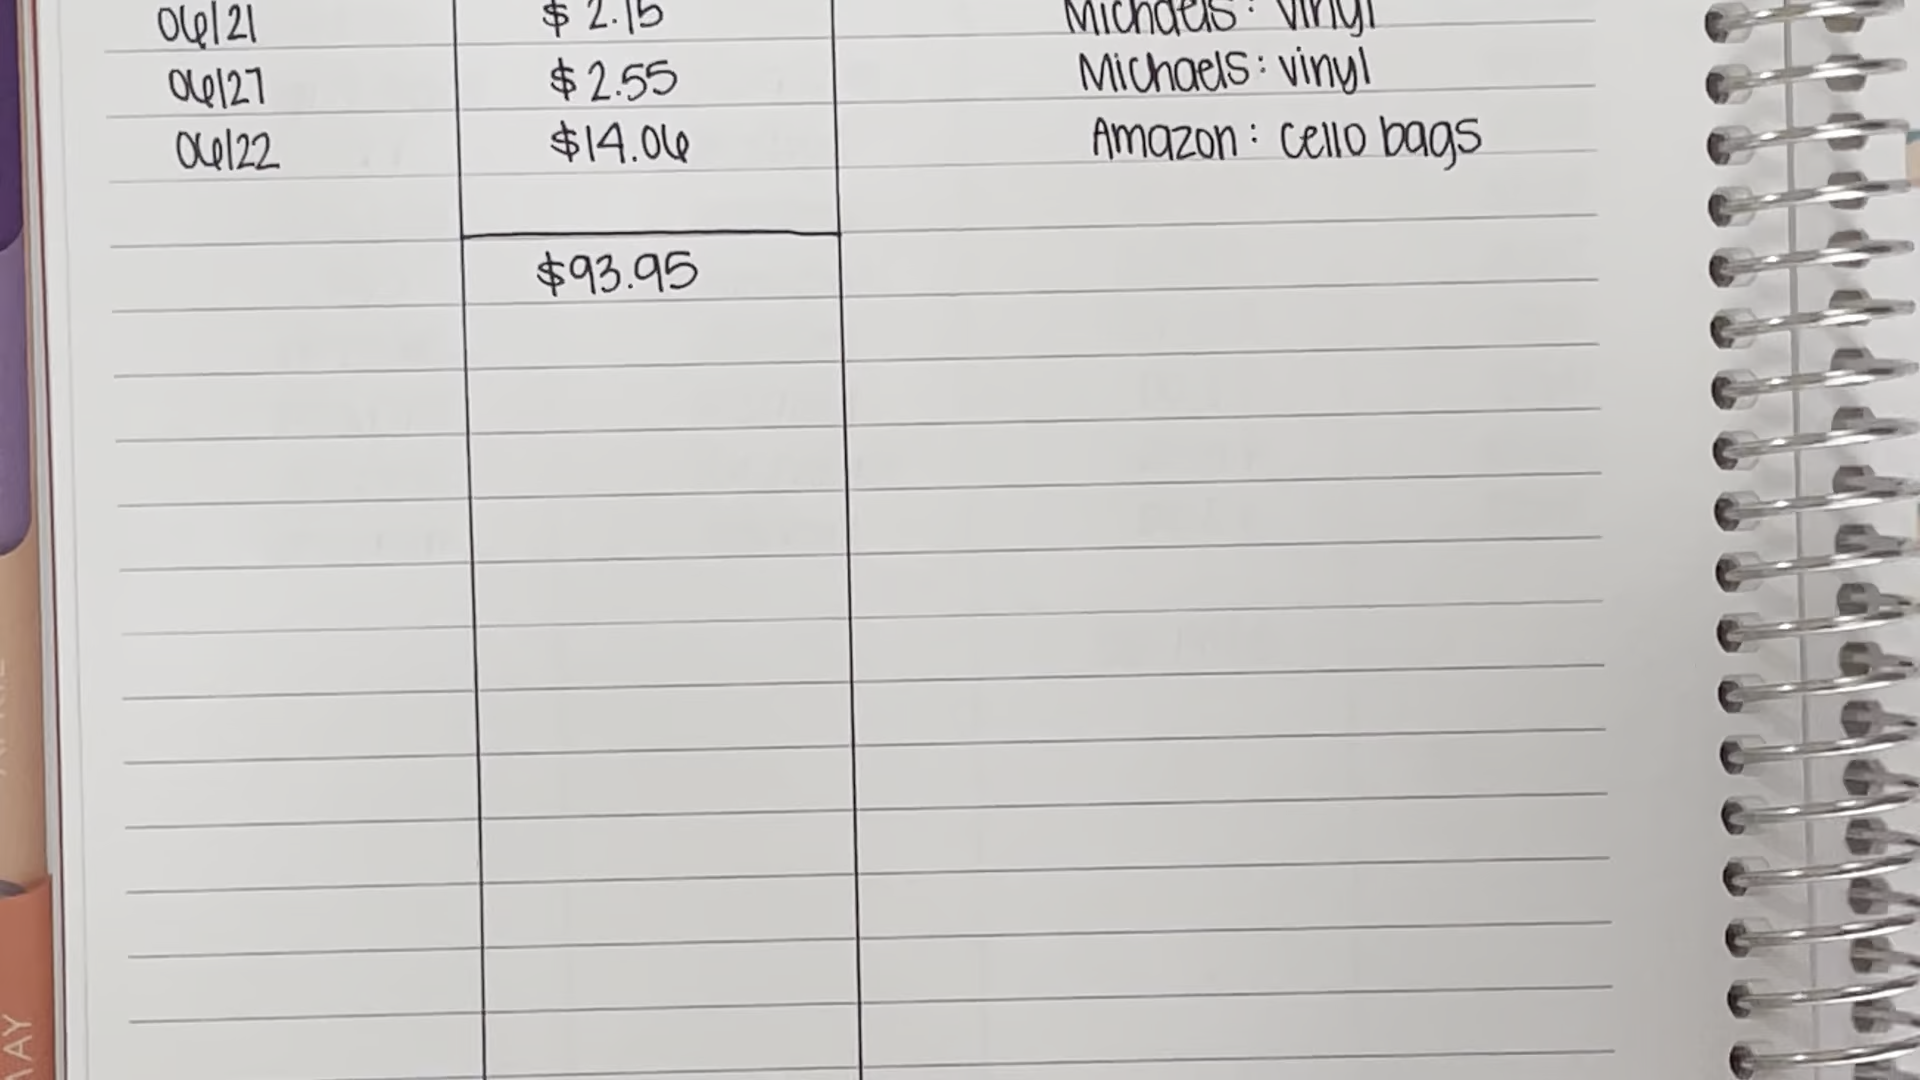 06/21 $2.15 Michaels: vinyl
06/27 $2.55 Michaels: vinyl
06/22 $14.06 Amazon: cello bags
$93.95
MAY